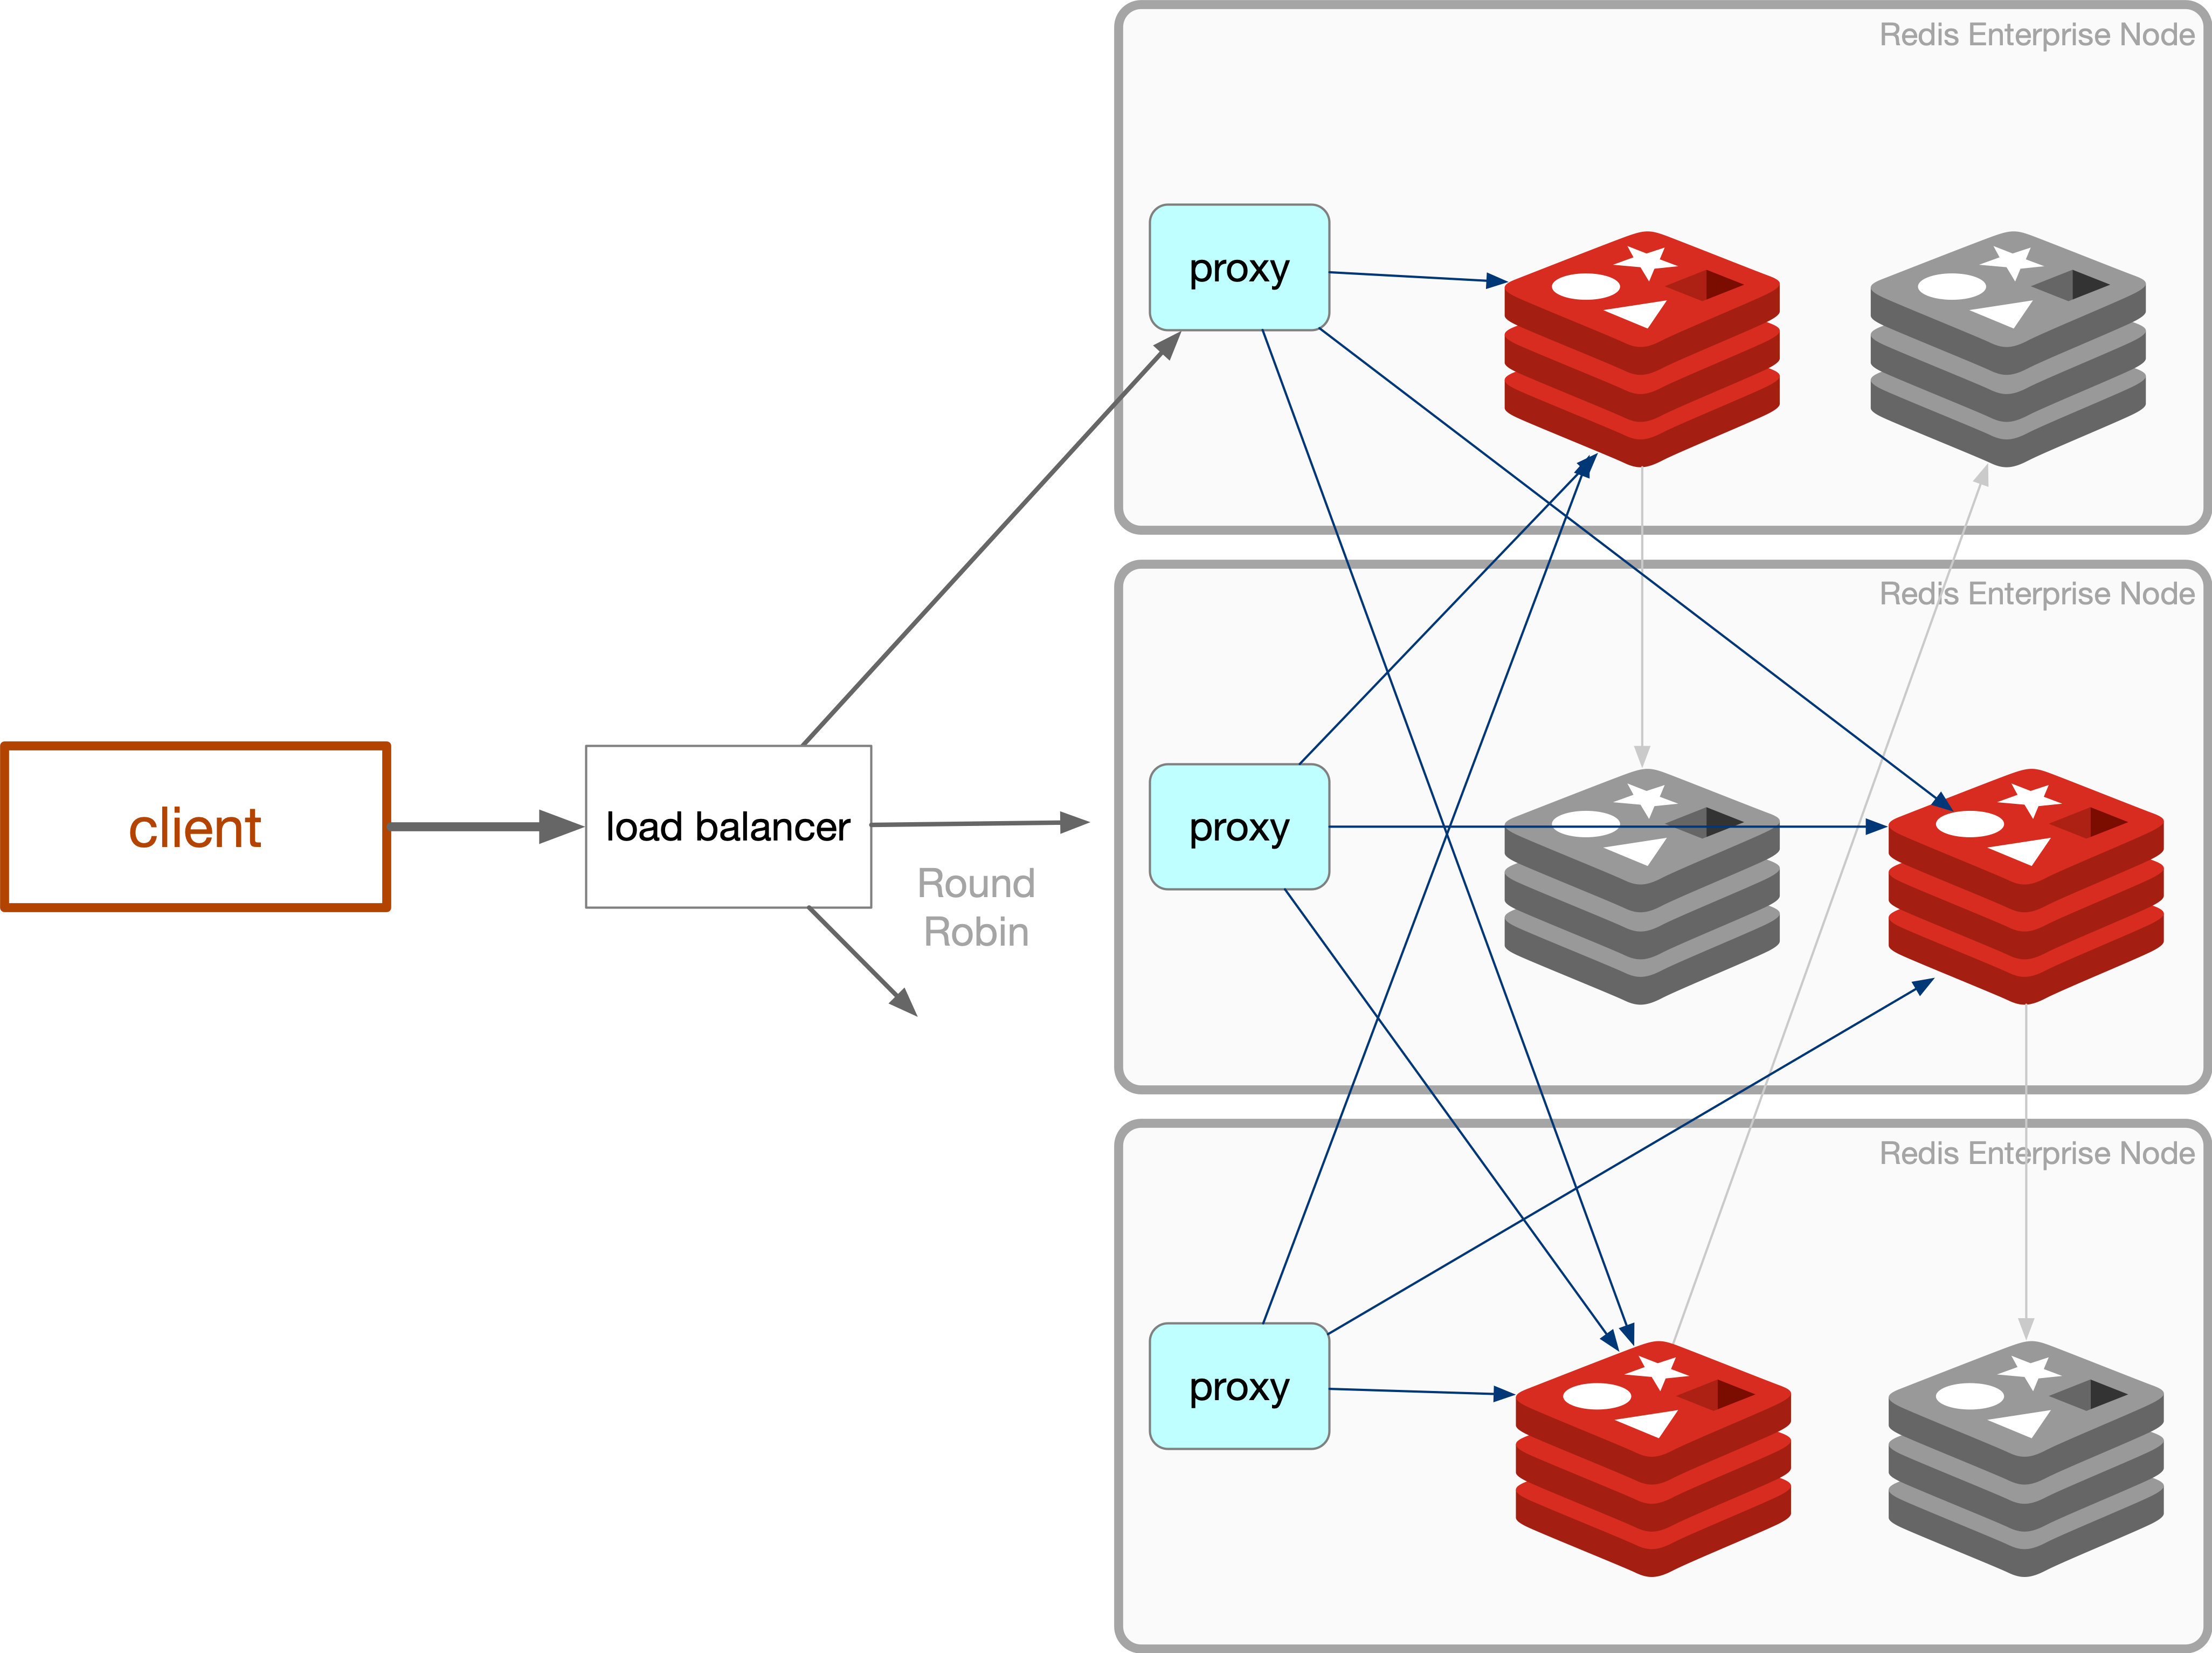 Redis Enterprise Node
proxy
Redis Enterprise Node
client
load balancer
Round
Robin
proxy
Redis Enterprise Node
proxy